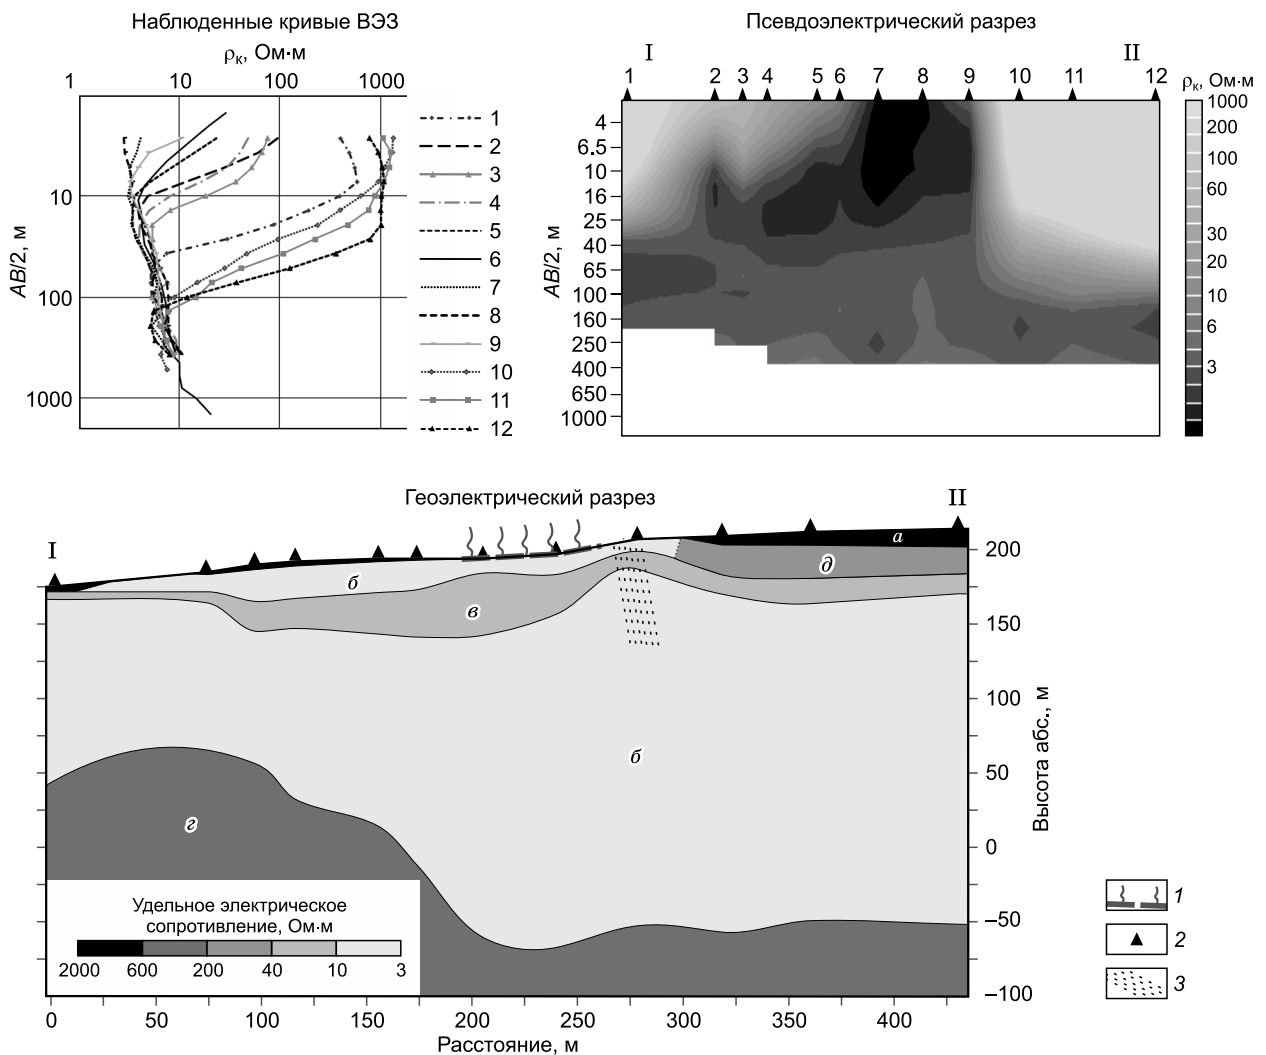 Наблюденные кривые ВЭЗ
ρк, Ом·м
1 10 100 1000
10
100
1000
AB/2, м
1
2
3
4
5
6
7
8
9
10
11
12
Псевдоэлектрический разрез
I II
1 2 3 4 5 6 7 8 9 10 11 12
4
6.5
10
16
25
40
65
100
160
250
400
650
1000
AB/2, м
ρк, Ом·м
1000
200
100
60
30
20
10
6
3
Геоэлектрический разрез
I II
а
б
д
в
б
г
200
150
100
50
0
–50
–100
Высота абс., м
Удельное электрическое
сопротивление, Ом·м
2000 600 200 40 10 3
0 50 100 150 200 250 300 350 400
Расстояние, м
1
2
3